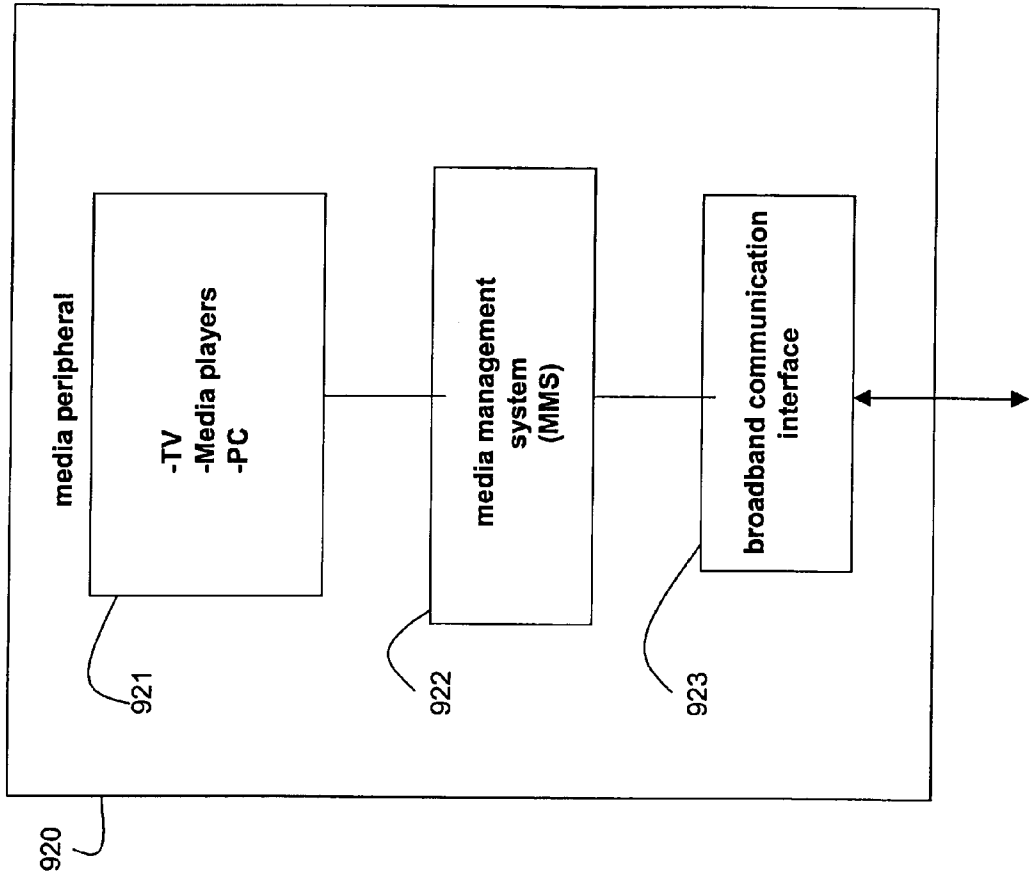 media peripheral
-TV
-Media players
-PC
media management
system
(MMS)
broadband communication
interface
921
922
923
920